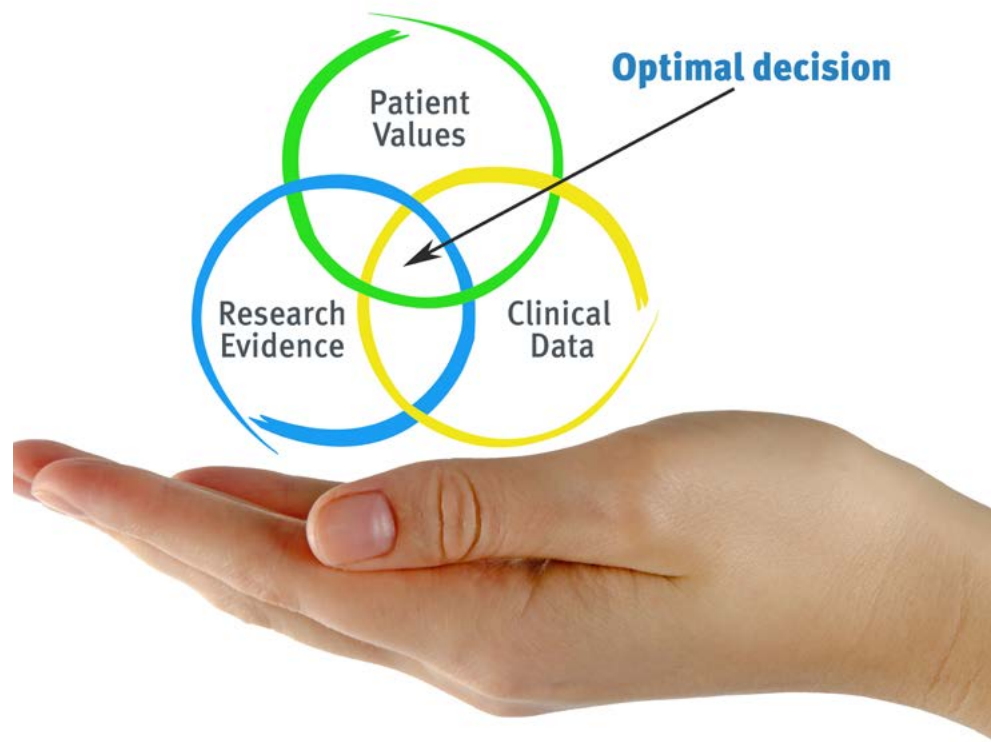 Optimal decision
Patient
Values
Research
Evidence
Clinical
Data